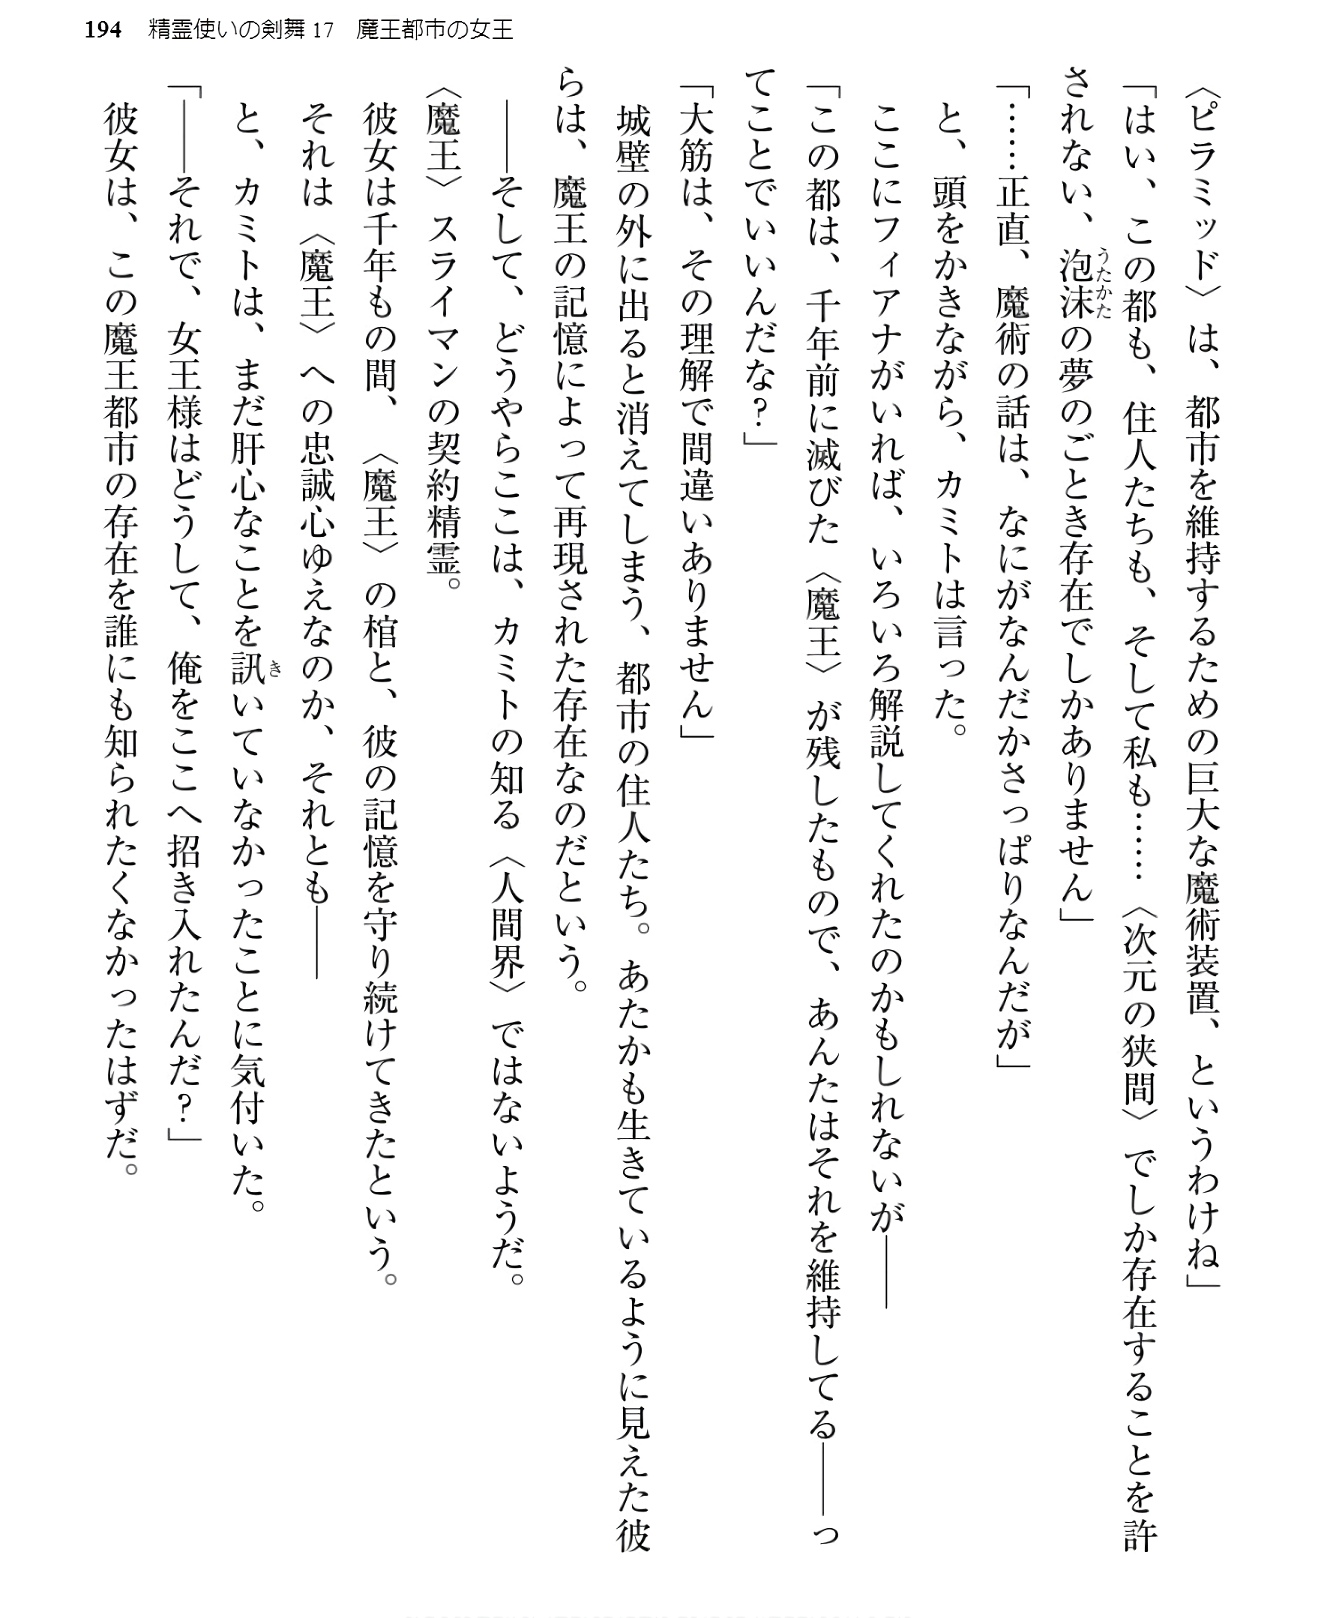 194 精霊使いの剣舞17 魔王都市の女王
〈ピラミッド〉は、都市を維持するための巨大な魔術装置、というわけね」
「はい、この都も、住人たちも、そして私も……〈次元の狭間〉でしか存在することを許
されない、泡沫の夢のごとき存在でしかありません」
「……正直、魔術の話は、なにがなんだかさっぱりなんだが」
と、頭をかきながら、カミトは言った。
ここにフィアナがいれば、いろいろ解説してくれたのかもしれないが――
「この都は、千年前に滅びた〈魔王〉が残したもので、あんたはそれを維持してる――っ
てことでいいんだな?」
「大筋は、その理解で間違いありません」
城壁の外に出ると消えてしまう、都市の住人たち。あたかも生きているように見えた彼
らは、魔王の記憶によって再現された存在なのだという。
――そして、どうやらここは、カミトの知る〈人間界〉ではないようだ。
〈魔王〉スライマンの契約精霊。
彼女は千年もの間、〈魔王〉の棺と、彼の記憶を守り続けてきたという。
それは〈魔王〉への忠誠心ゆえなのか、それとも――
と、カミトは、まだ肝心なことを訊いていなかったことに気付いた。
「――それで、女王様はどうして、俺をここへ招き入れたんだ?」
彼女は、この魔王都市の存在を誰にも知られたくなかったはずだ。